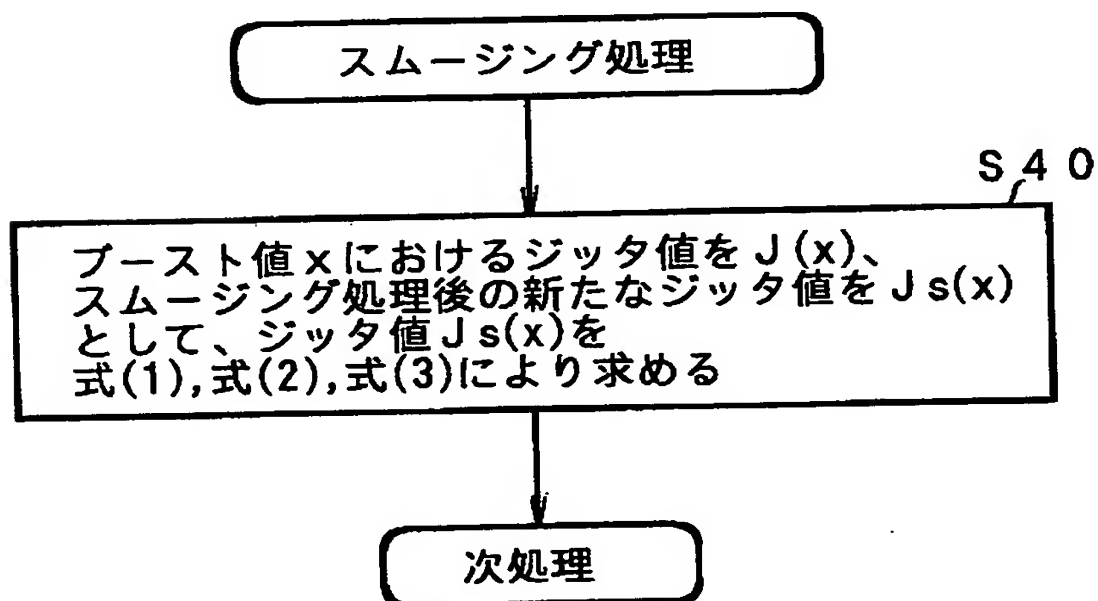 スムージング処理
S40
ブースト値xにおけるジッタ値をJ(x)、
スムージング処理後の新たなジッタ値をJs(x)
として、ジッタ値Js(x)を
式(1),式(2),式(3)により求める
次処理